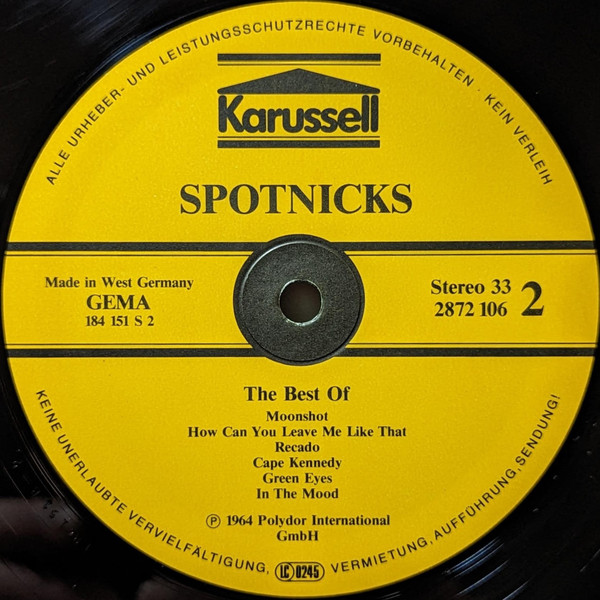 ALLE URHEBER- UND LEISTUNGSSCHUTZRECHTE VORBEHALTEN · KEIN VERLEIH
Karussell
SPOTNICKS
Made in West Germany
GEMA
184 151 S 2
Stereo 33
2872 106
2
The Best Of
Moonshot
How Can You Leave Me Like That
Recado
Cape Kennedy
Green Eyes
In The Mood
℗ 1964 Polydor International
GmbH
KEINE UNERLAUBTE VERVIELFÄLTIGUNG, LC 0245 VERMIETUNG, AUFFÜHRUNG, SENDUNG!